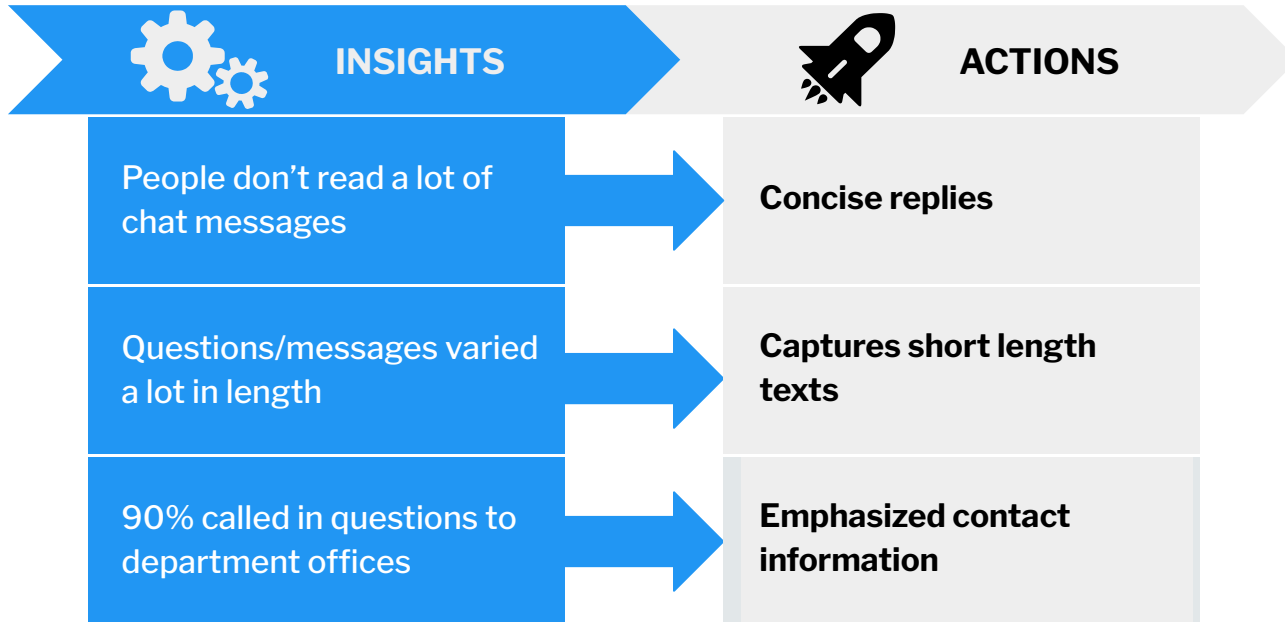 INSIGHTS
ACTIONS
People don’t read a lot of
chat messages
Concise replies
Questions/messages varied
a lot in length
Captures short length
texts
90% called in questions to
department offices
Emphasized contact
information